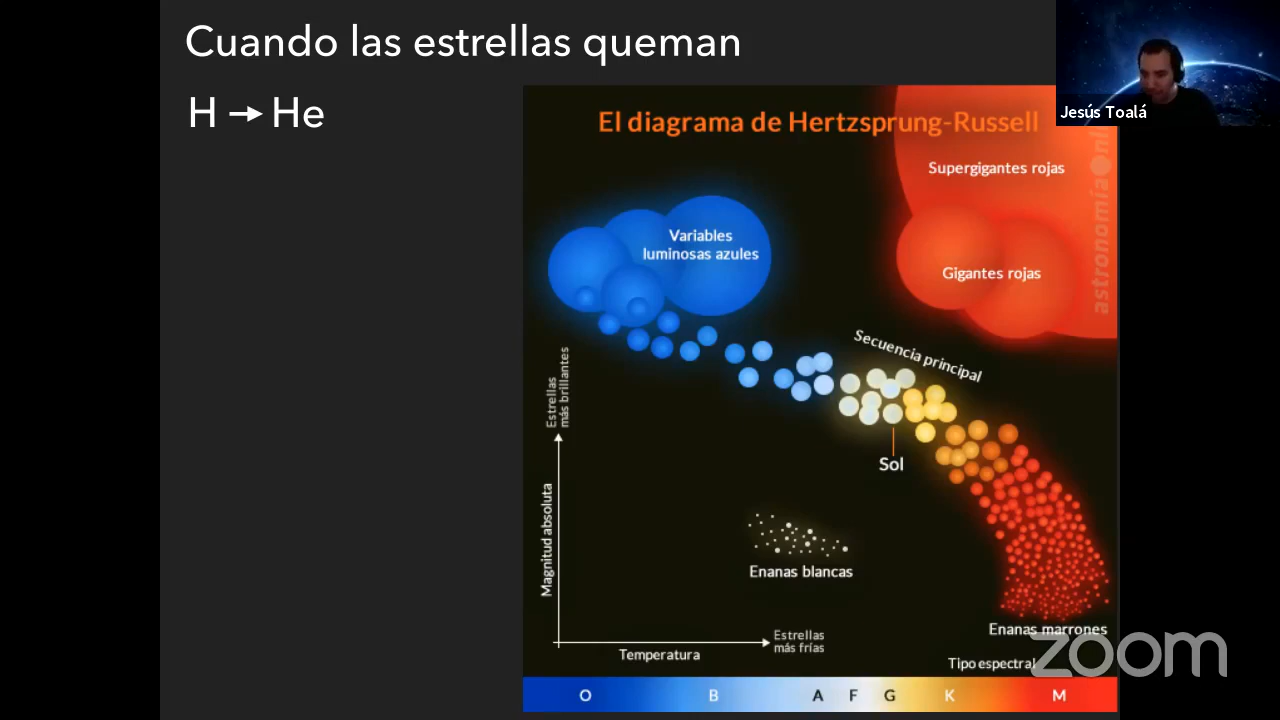 Cuando las estrellas queman
H → He
Jesús Toalá
El diagrama de Hertzsprung-Russell
Supergigantes rojas
Variables
luminosas azules
Gigantes rojas
Secuencia principal
Estrellas
más brillantes
Sol
Magnitud absoluta
Enanas blancas
Enanas marrones
Estrellas
más frías
Temperatura
Tipo espectral
O B A F G K M
zoom